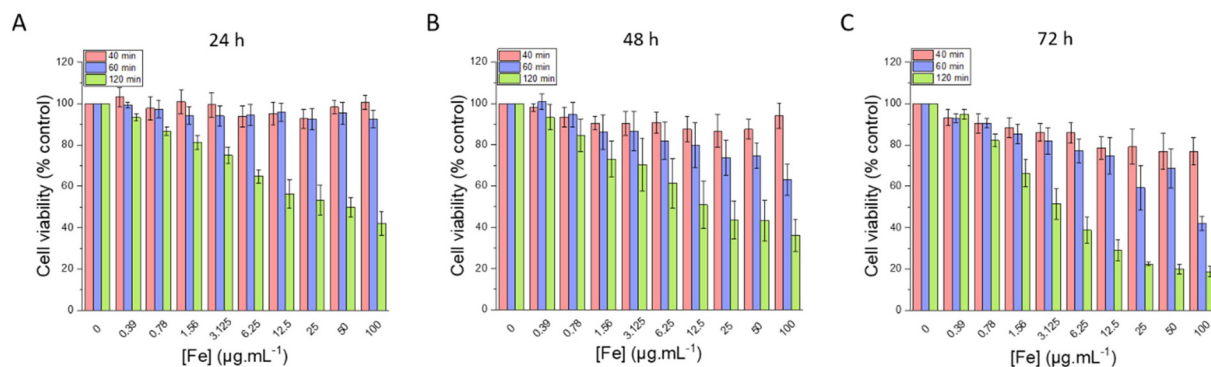 A
24 h
40 min
60 min
120 min
120
100
80
60
40
20
0
Cell viability (% control)
0
0.39
0.78
1.56
3.125
6.25
12.5
25
50
100
[Fe] (µg.mL⁻¹)
B
48 h
40 min
60 min
120 min
120
100
80
60
40
20
0
Cell viability (% control)
0
0.39
0.78
1.56
3.125
6.25
12.5
25
50
100
[Fe] (µg.mL⁻¹)
C
72 h
40 min
60 min
120 min
120
100
80
60
40
20
0
Cell viability (% control)
0
0.39
0.78
1.56
3.125
6.25
12.5
25
50
100
[Fe] (µg.mL⁻¹)